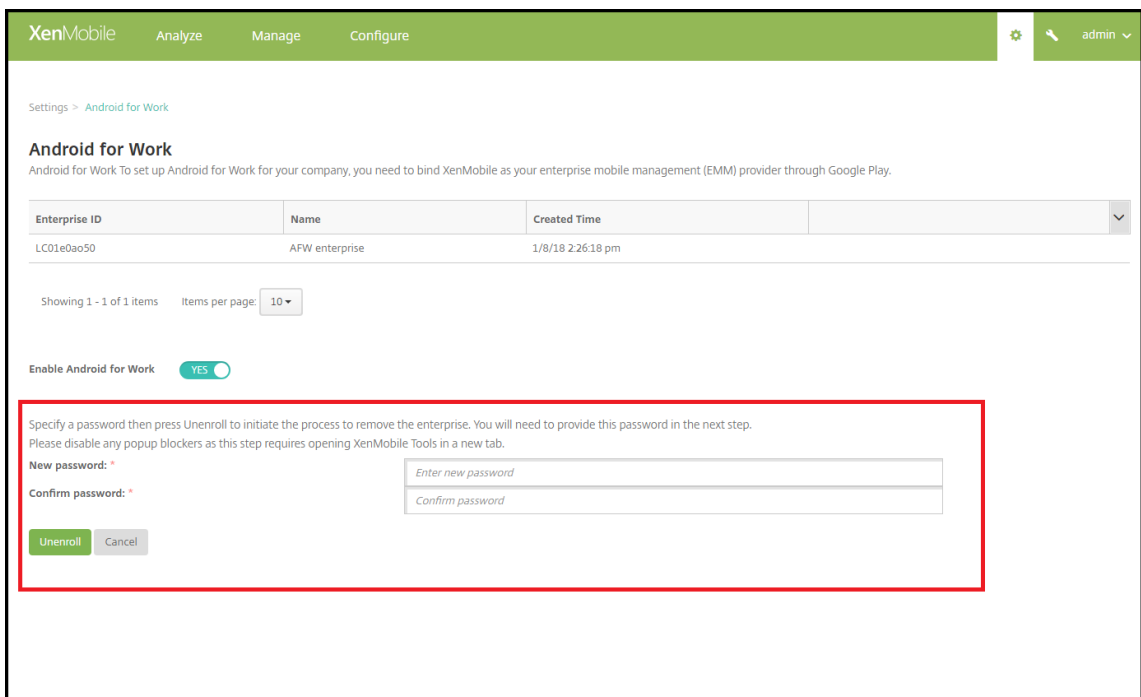 XenMobile Analyze Manage Configure admin
Settings > Android for Work
Android for Work
Android for Work To set up Android for Work for your company, you need to bind XenMobile as your enterprise mobile management (EMM) provider through Google Play.
Enterprise ID Name Created Time
LC01e0ao50 AFW enterprise 1/8/18 2:26:18 pm
Showing 1 - 1 of 1 items Items per page: 10
Enable Android for Work YES
Specify a password then press Unenroll to initiate the process to remove the enterprise. You will need to provide this password in the next step.
Please disable any popup blockers as this step requires opening XenMobile Tools in a new tab.
New password: * Enter new password
Confirm password: * Confirm password
Unenroll Cancel